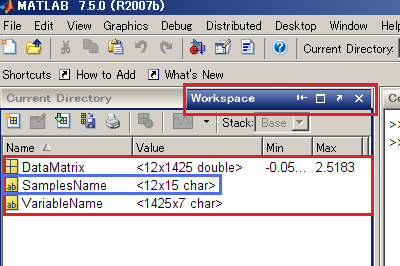 MATLAB 7.5.0 (R2007b)
File Edit View Graphics Debug Distributed Desktop Window Help
Current Directory:
Shortcuts How to Add What's New
Current Directory Workspace
Stack: Base
Name Value Min Max
DataMatrix <12x1425 double> -0.05... 2.5183
SamplesName <12x15 char>
VariableName <1425x7 char>
Co
>>
>>